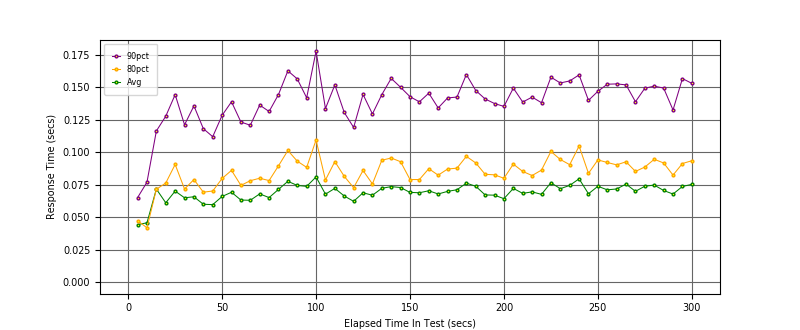 90pct
80pct
Avg
0.175
0.150
0.125
0.100
0.075
0.050
0.025
0.000
Response Time (secs)
0 50 100 150 200 250 300
Elapsed Time In Test (secs)